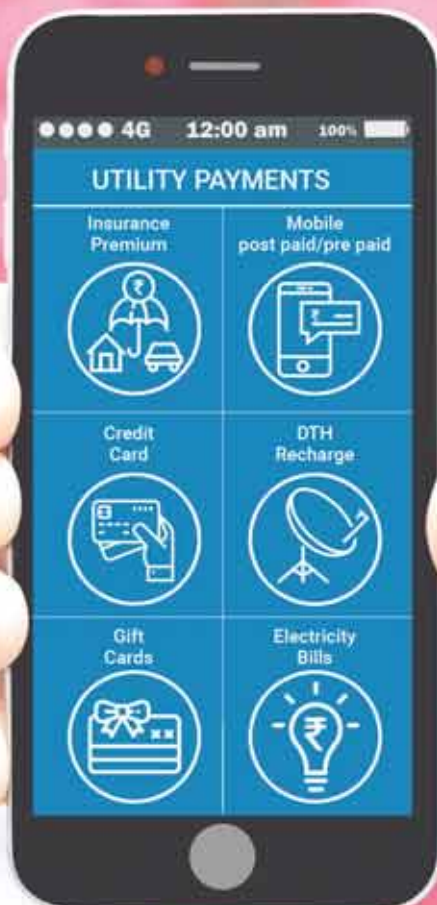 4G 12:00 am 100%
UTILITY PAYMENTS
Insurance
Premium
₹
Mobile
post paid/pre paid
₹
Credit
Card
DTH
Recharge
Gift
Cards
xx
Electricity
Bills
₹